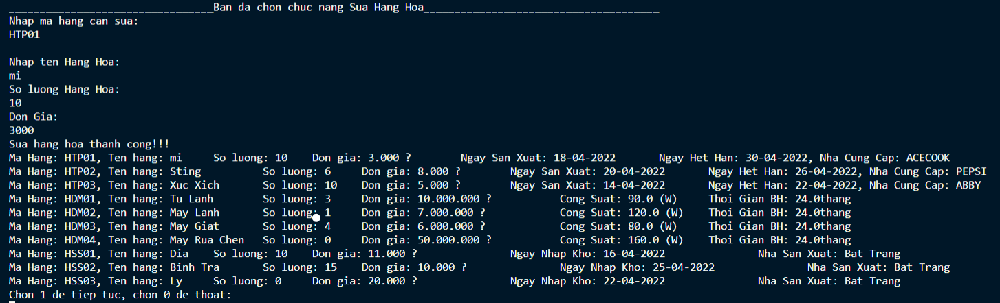 _________________________________Ban da chon chuc nang Sua Hang Hoa______________________________________
Nhap ma hang can sua:
HTP01
Nhap ten Hang Hoa:
mi
So luong Hang Hoa:
10
Don Gia:
3000
Sua hang hoa thanh cong!!!
Ma Hang: HTP01, Ten hang: mi So luong: 10 Don gia: 3.000 ? Ngay San Xuat: 18-04-2022 Ngay Het Han: 30-04-2022, Nha Cung Cap: ACECOOK
Ma Hang: HTP02, Ten hang: Sting So luong: 6 Don gia: 8.000 ? Ngay San Xuat: 20-04-2022 Ngay Het Han: 26-04-2022, Nha Cung Cap: PEPSI
Ma Hang: HTP03, Ten hang: Xuc Xich So luong: 10 Don gia: 5.000 ? Ngay San Xuat: 14-04-2022 Ngay Het Han: 22-04-2022, Nha Cung Cap: ABBY
Ma Hang: HDM01, Ten hang: Tu Lanh So luong: 3 Don gia: 10.000.000 ? Cong Suat: 90.0 (W) Thoi Gian BH: 24.0thang
Ma Hang: HDM02, Ten hang: May Lanh So luong: 1 Don gia: 7.000.000 ? Cong Suat: 120.0 (W) Thoi Gian BH: 24.0thang
Ma Hang: HDM03, Ten hang: May Giat So luong: 4 Don gia: 6.000.000 ? Cong Suat: 80.0 (W) Thoi Gian BH: 24.0thang
Ma Hang: HDM04, Ten hang: May Rua Chen So luong: 0 Don gia: 50.000.000 ? Cong Suat: 160.0 (W) Thoi Gian BH: 24.0thang
Ma Hang: HSS01, Ten hang: Dia So luong: 10 Don gia: 11.000 ? Ngay Nhap Kho: 16-04-2022 Nha San Xuat: Bat Trang
Ma Hang: HSS02, Ten hang: Binh Tra So luong: 15 Don gia: 10.000 ? Ngay Nhap Kho: 25-04-2022 Nha San Xuat: Bat Trang
Ma Hang: HSS03, Ten hang: Ly So luong: 0 Don gia: 20.000 ? Ngay Nhap Kho: 22-04-2022 Nha San Xuat: Bat Trang
Chon 1 de tiep tuc, chon 0 de thoat: